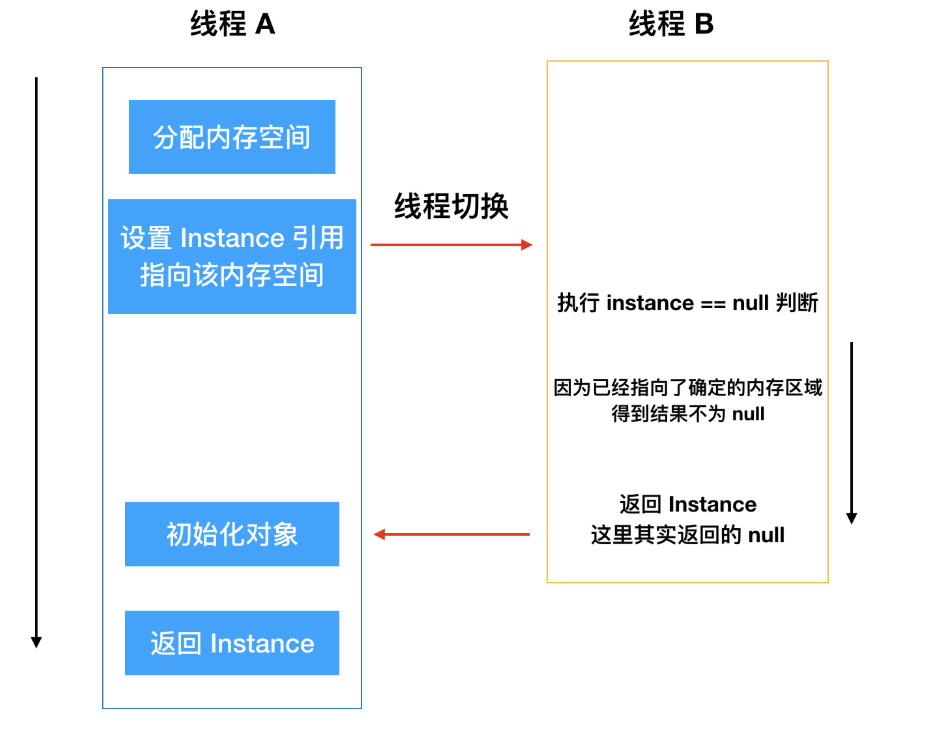 线程 A
线程 B
分配内存空间
设置 Instance 引用
指向该内存空间
线程切换
执行 instance == null 判断
因为已经指向了确定的内存区域
得到结果不为 null
返回 Instance
这里其实返回的 null
初始化对象
返回 Instance